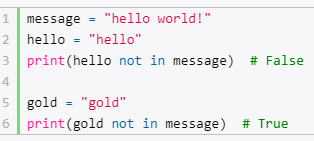 1 message = "hello world!"
2 hello = "hello"
3 print(hello not in message)  # False
4
5 gold = "gold"
6 print(gold not in message)  # True